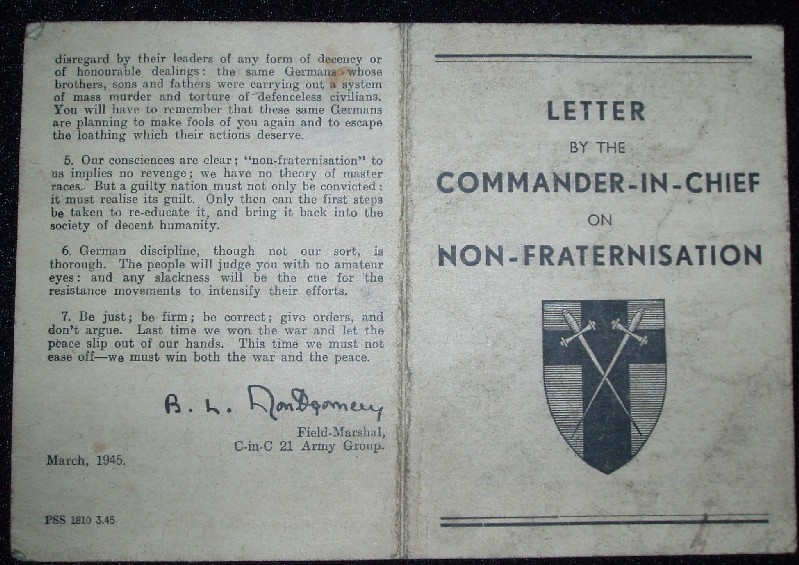 disregard by their leaders of any form of decency or
of honourable dealings: the same Germans whose
brothers, sons and fathers were carrying out a system
of mass murder and torture of defenceless civilians.
You will have to remember that these same Germans
are planning to make fools of you again and to escape
the loathing which their actions deserve.
5. Our consciences are clear; "non-fraternisation" to
us implies no revenge; we have no theory of master
races. But a guilty nation must not only be convicted:
it must realise its guilt. Only then can the first steps
be taken to re-educate it, and bring it back into the
society of decent humanity.
6. German discipline, though not our sort, is
thorough. The people will judge you with no amateur
eyes: and any slackness will be the cue for the
resistance movements to intensify their efforts.
7. Be just; be firm; be correct; give orders, and
don't argue. Last time we won the war and let the
peace slip out of our hands. This time we must not
ease off—we must win both the war and the peace.
B. L. Montgomery
Field-Marshal,
C-in-C 21 Army Group.
March, 1945.
PSS 1810 3.45
LETTER
BY THE
COMMANDER-IN-CHIEF
ON
NON-FRATERNISATION